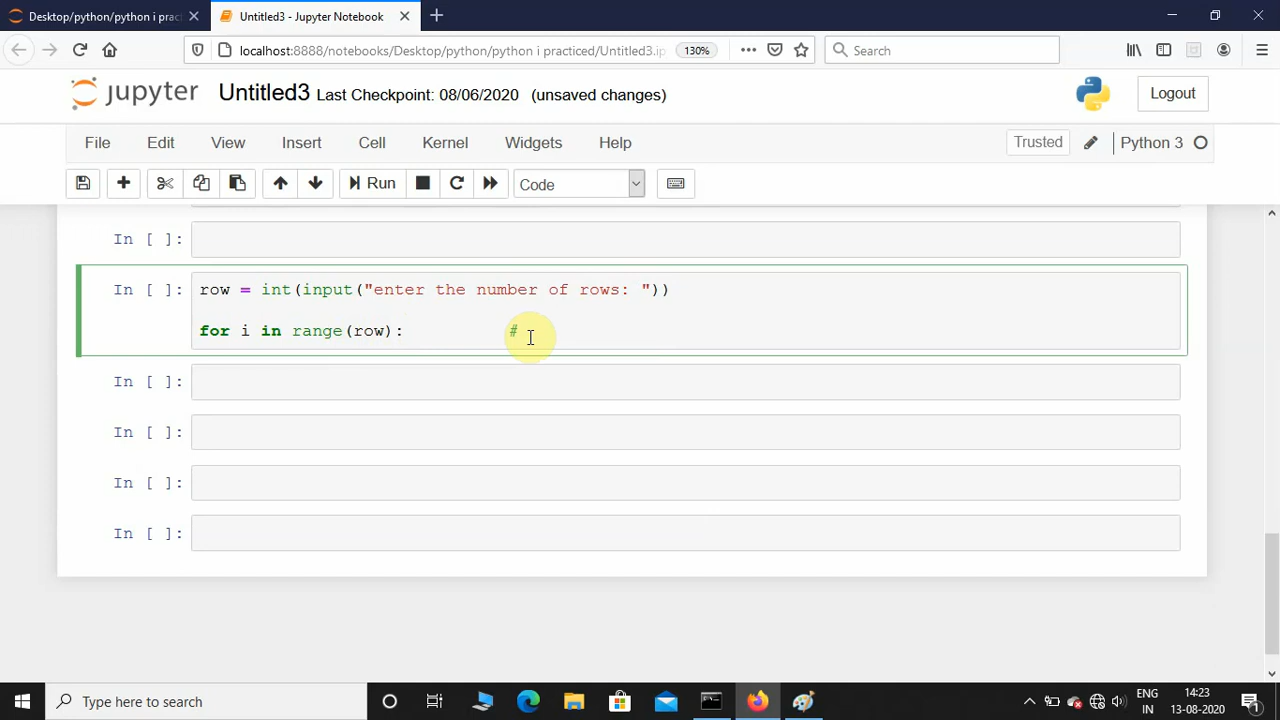 Desktop/python/python i prac
Untitled3 - Jupyter Notebook
localhost:8888/notebooks/Desktop/python/python i practiced/Untitled3.ip
130%
Search
jupyter Untitled3 Last Checkpoint: 08/06/2020 (unsaved changes)
Logout
File Edit View Insert Cell Kernel Widgets Help
Trusted
Python 3
Run
Code
In [ ]:
In [ ]: row = int(input("enter the number of rows: "))
for i in range(row): #
In [ ]:
In [ ]:
In [ ]:
In [ ]:
Type here to search
ENG
IN
14:23
13-08-2020
1